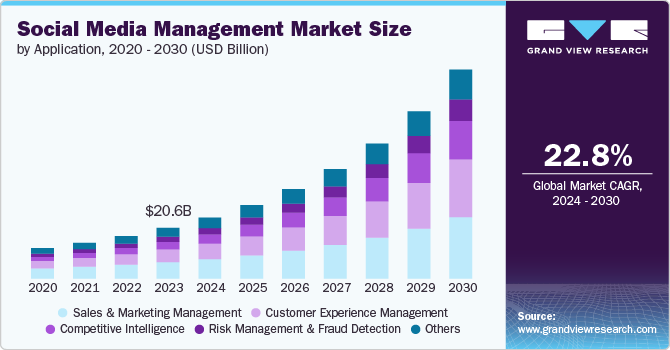 Social Media Management Market Size
by Application, 2020 - 2030 (USD Billion)
$20.6B
2020 2021 2022 2023 2024 2025 2026 2027 2028 2029 2030
Sales & Marketing Management Customer Experience Management
Competitive Intelligence Risk Management & Fraud Detection Others
GRAND VIEW RESEARCH
22.8%
Global Market CAGR,
2024 - 2030
Source:
www.grandviewresearch.com